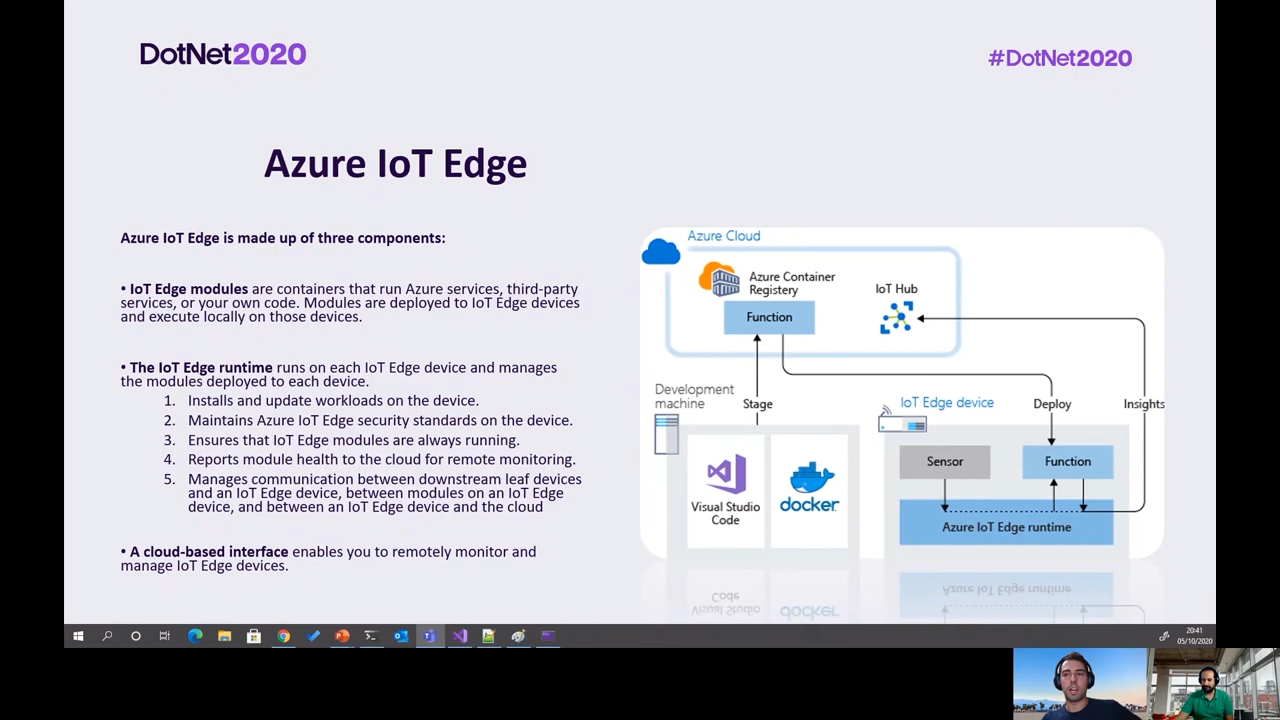 DotNet2020
#DotNet2020
Azure IoT Edge
Azure IoT Edge is made up of three components:
• IoT Edge modules are containers that run Azure services, third-party
services, or your own code. Modules are deployed to IoT Edge devices
and execute locally on those devices.
• The IoT Edge runtime runs on each IoT Edge device and manages
the modules deployed to each device.
1. Installs and update workloads on the device.
2. Maintains Azure IoT Edge security standards on the device.
3. Ensures that IoT Edge modules are always running.
4. Reports module health to the cloud for remote monitoring.
5. Manages communication between downstream leaf devices
and an IoT Edge device, between modules on an IoT Edge
device, and between an IoT Edge device and the cloud
• A cloud-based interface enables you to remotely monitor and
manage IoT Edge devices.
Azure Cloud
Azure Container
Registery
Function
IoT Hub
Development
machine
Stage
IoT Edge device
Deploy
Insights
Visual Studio
Code
docker
Sensor
Function
Azure IoT Edge runtime
20:41
05/10/2020